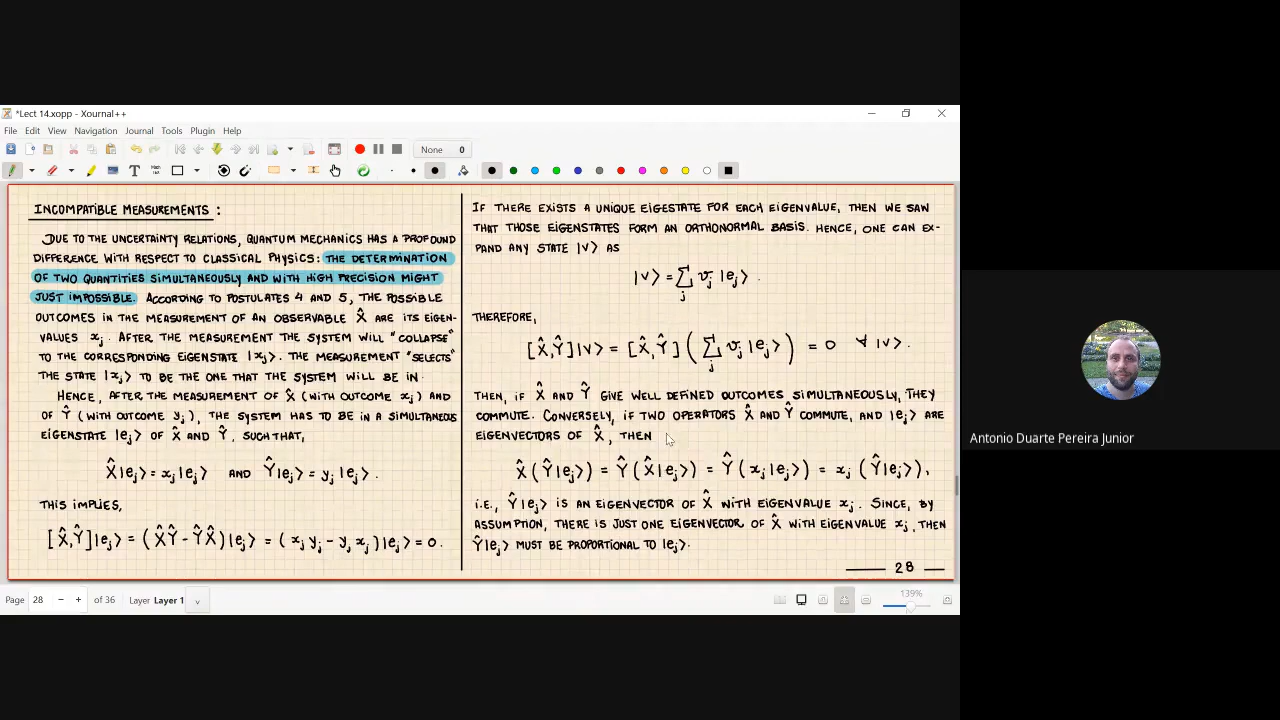 *Lect 14.xopp - Xournal++
File Edit View Navigation Journal Tools Plugin Help
None 0
INCOMPATIBLE MEASUREMENTS :
DUE TO THE UNCERTAINTY RELATIONS, QUANTUM MECHANICS HAS A PROFOUND
DIFFERENCE WITH RESPECT TO CLASSICAL PHYSICS: THE DETERMINATION
OF TWO QUANTITIES SIMULTANEOUSLY AND WITH HIGH PRECISION MIGHT
JUST IMPOSSIBLE. ACCORDING TO POSTULATES 4 AND 5, THE POSSIBLE
OUTCOMES IN THE MEASUREMENT OF AN OBSERVABLE X̂ ARE ITS EIGEN-
VALUES xⱼ. AFTER THE MEASUREMENT THE SYSTEM WILL "COLLAPSE"
TO THE CORRESPONDING EIGENSTATE |xⱼ⟩. THE MEASUREMENT "SELECTS"
THE STATE |xⱼ⟩ TO BE THE ONE THAT THE SYSTEM WILL BE IN.
HENCE, AFTER THE MEASUREMENT OF X̂ (WITH OUTCOME xⱼ) AND
OF Ŷ (WITH OUTCOME yⱼ), THE SYSTEM HAS TO BE IN A SIMULTANEOUS
EIGENSTATE |eⱼ⟩ OF X̂ AND Ŷ, SUCH THAT,
X̂|eⱼ⟩ = xⱼ|eⱼ⟩ AND Ŷ|eⱼ⟩ = yⱼ|eⱼ⟩ .
THIS IMPLIES,
[X̂,Ŷ]|eⱼ⟩ = (X̂Ŷ - ŶX̂)|eⱼ⟩ = (xⱼyⱼ - yⱼxⱼ)|eⱼ⟩ = 0.
IF THERE EXISTS A UNIQUE EIGESTATE FOR EACH EIGENVALUE, THEN WE SAW
THAT THOSE EIGENSTATES FORM AN ORTHONORMAL BASIS. HENCE, ONE CAN EX-
PAND ANY STATE |v⟩ AS
|v⟩ = ∑ⱼ vⱼ|eⱼ⟩ .
THEREFORE,
[X̂,Ŷ]|v⟩ = [X̂,Ŷ] (∑ⱼ vⱼ|eⱼ⟩) = 0 ∀ |v⟩.
THEN, IF X̂ AND Ŷ GIVE WELL DEFINED OUTCOMES SIMULTANEOUSLY, THEY
COMMUTE. CONVERSELY, IF TWO OPERATORS X̂ AND Ŷ COMMUTE, AND |eⱼ⟩ ARE
EIGENVECTORS OF X̂, THEN
X̂(Ŷ|eⱼ⟩) = Ŷ(X̂|eⱼ⟩) = Ŷ(xⱼ|eⱼ⟩) = xⱼ(Ŷ|eⱼ⟩),
I.E., Ŷ|eⱼ⟩ IS AN EIGENVECTOR OF X̂ WITH EIGENVALUE xⱼ. SINCE, BY
ASSUMPTION, THERE IS JUST ONE EIGENVECTOR OF X̂ WITH EIGENVALUE xⱼ, THEN
Ŷ|eⱼ⟩ MUST BE PROPORTIONAL TO |eⱼ⟩.
28
Page 28 of 36 Layer Layer 1 139%
Antonio Duarte Pereira Junior